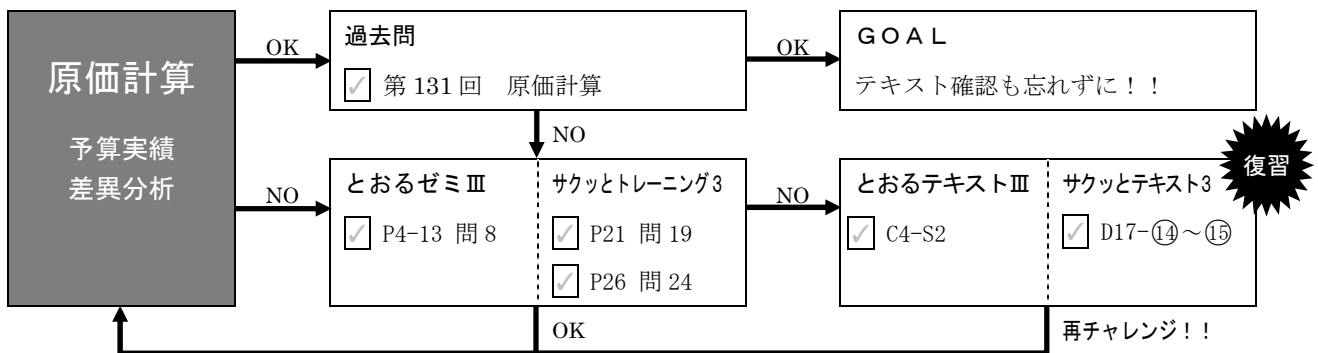 原価計算
予算実績
差異分析
OK
過去問
✓ 第131回　原価計算
OK
ＧＯＡＬ
テキスト確認も忘れずに！！
NO
NO
とおるゼミⅢ
✓ P4-13 問8
サクッとトレーニング3
✓ P21 問19
✓ P26 問24
NO
とおるテキストⅢ
✓ C4-S2
サクッとテキスト3
✓ D17-⑭～⑮
復習
OK
再チャレンジ！！